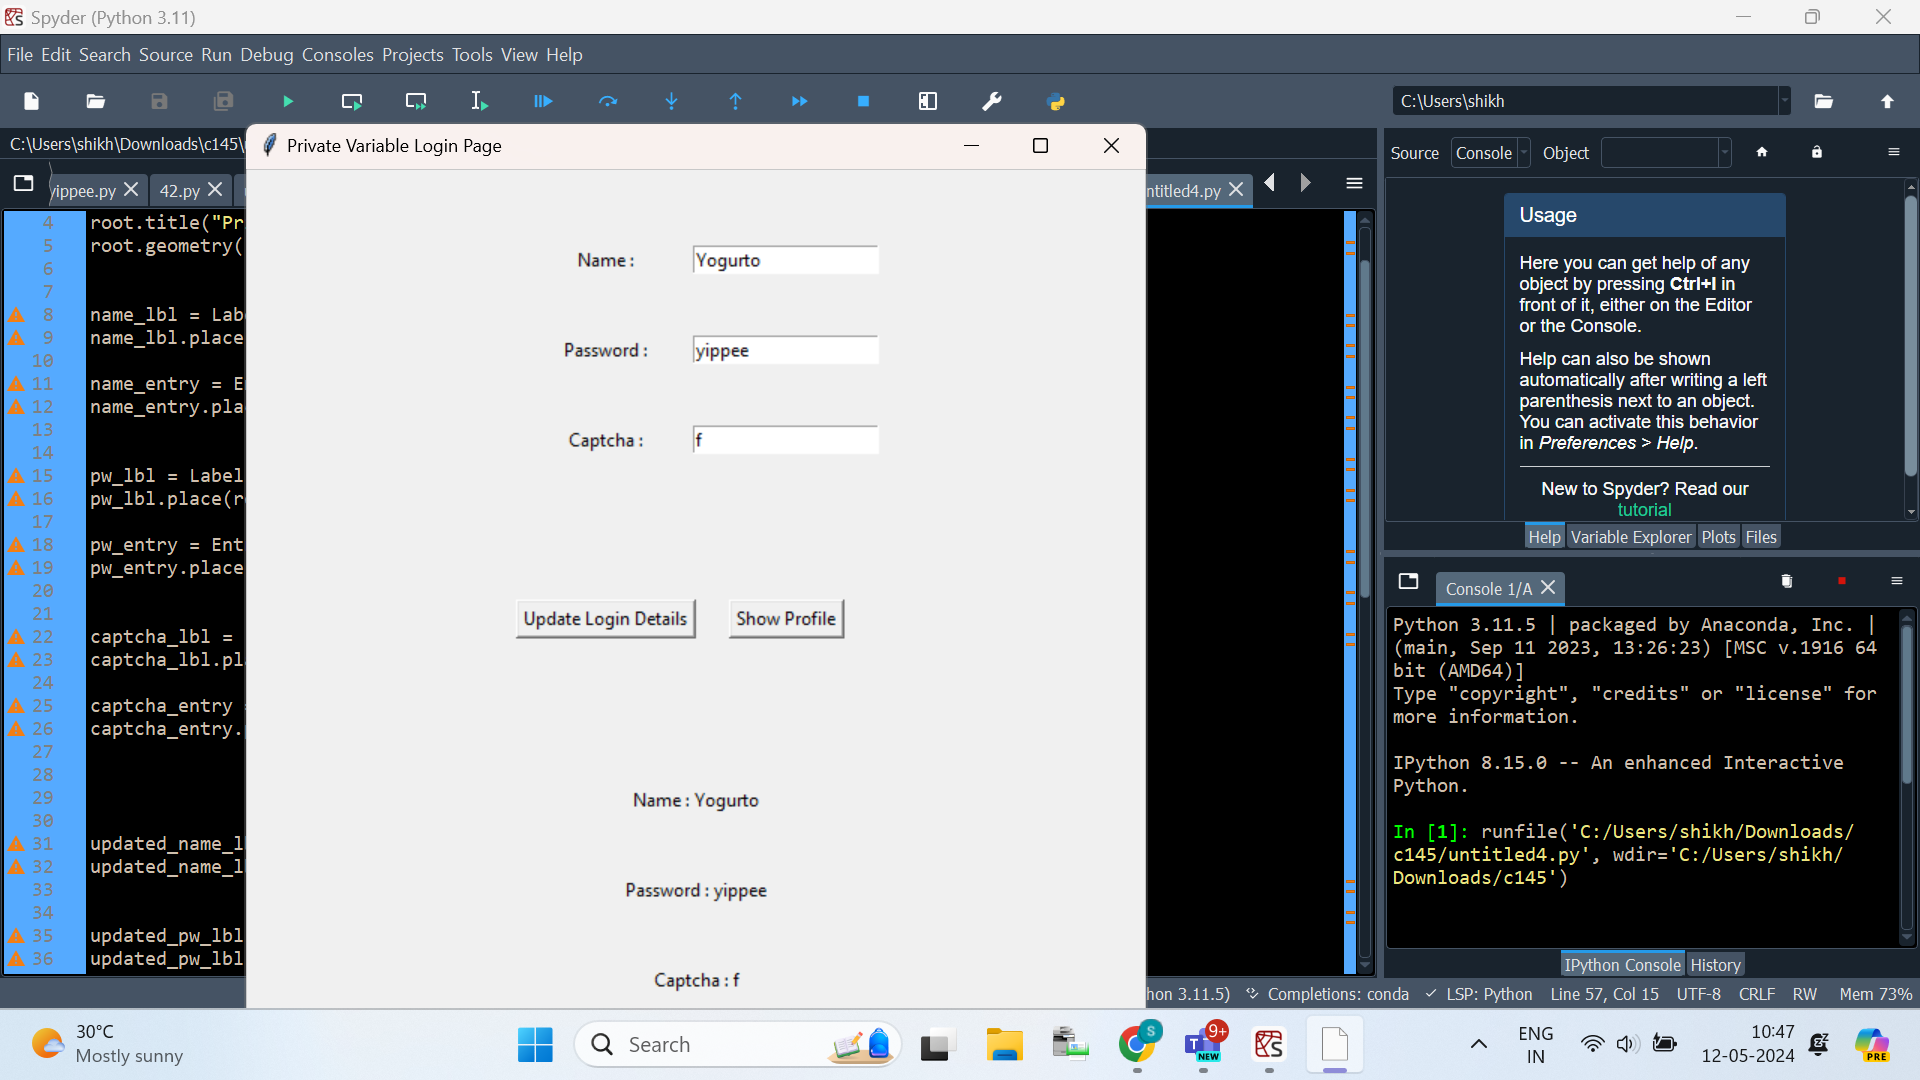 Spyder (Python 3.11)
File Edit Search Source Run Debug Consoles Projects Tools View Help
C:\Users\shikh
C:\Users\shikh\Downloads\c145\
yippee.py
42.py
ntitled4.py
4 root.title("Pr
5 root.geometry(
6
7
8 name_lbl = Lab
9 name_lbl.place
10
11 name_entry = E
12 name_entry.pla
13
14
15 pw_lbl = Label
16 pw_lbl.place(r
17
18 pw_entry = Ent
19 pw_entry.place
20
21
22 captcha_lbl =
23 captcha_lbl.pl
24
25 captcha_entry
26 captcha_entry.
27
28
29
30
31 updated_name_l
32 updated_name_l
33
34
35 updated_pw_lbl
36 updated_pw_lbl
Private Variable Login Page
Name : Yogurto
Password : yippee
Captcha : f
Update Login Details Show Profile
Name : Yogurto
Password : yippee
Captcha : f
Source Console Object
Usage
Here you can get help of any
object by pressing Ctrl+I in
front of it, either on the Editor
or the Console.
Help can also be shown
automatically after writing a left
parenthesis next to an object.
You can activate this behavior
in Preferences > Help.
New to Spyder? Read our
tutorial
Help Variable Explorer Plots Files
Console 1/A
Python 3.11.5 | packaged by Anaconda, Inc. |
(main, Sep 11 2023, 13:26:23) [MSC v.1916 64
bit (AMD64)]
Type "copyright", "credits" or "license" for
more information.
IPython 8.15.0 -- An enhanced Interactive
Python.
In [1]: runfile('C:/Users/shikh/Downloads/
c145/untitled4.py', wdir='C:/Users/shikh/
Downloads/c145')
IPython Console History
hon 3.11.5) Completions: conda LSP: Python Line 57, Col 15 UTF-8 CRLF RW Mem 73%
30°C
Mostly sunny
Search
S
9+
T
NEW
ENG
IN
10:47
12-05-2024
PRE